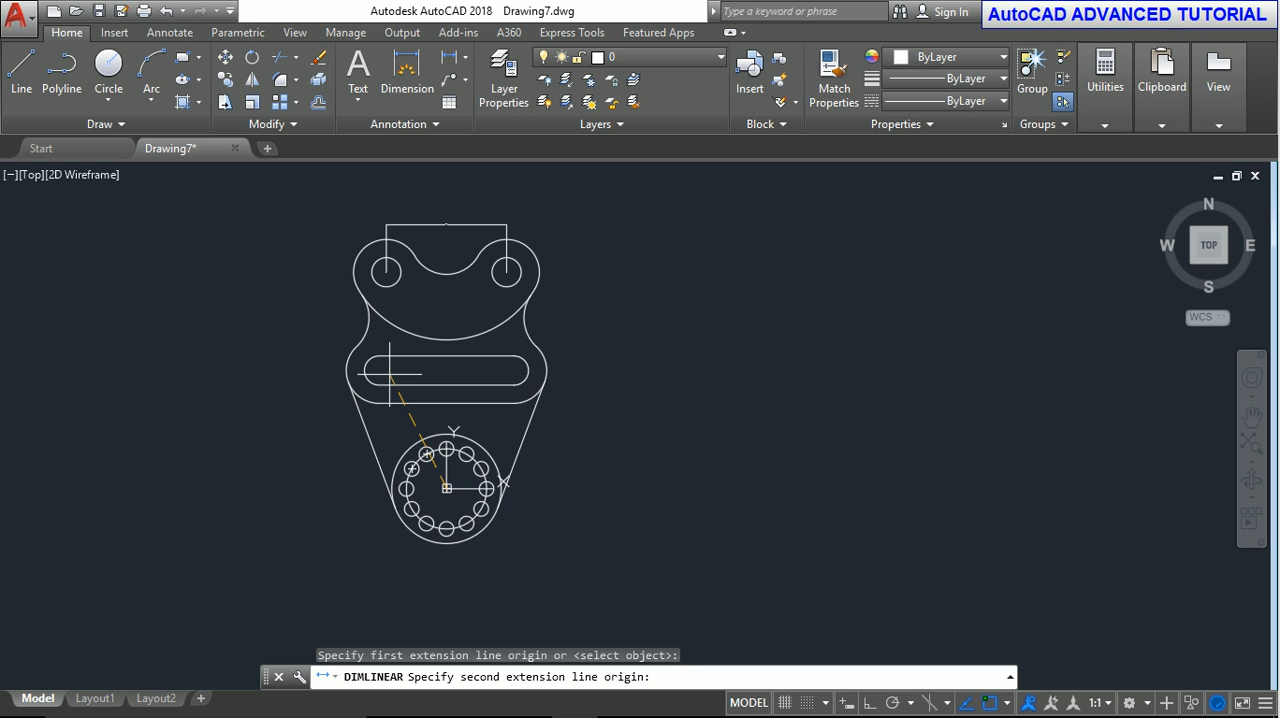 Autodesk AutoCAD 2018 Drawing7.dwg
Type a keyword or phrase
Sign In
AutoCAD ADVANCED TUTORIAL
Home Insert Annotate Parametric View Manage Output Add-ins A360 Express Tools Featured Apps
Line Polyline Circle Arc
Text Dimension
Layer Properties
0
Insert
Match Properties
ByLayer
ByLayer
ByLayer
Group
Utilities
Clipboard
View
Draw Modify Annotation Layers Block Properties Groups
Start Drawing7*
[−][Top][2D Wireframe]
N
W TOP E
S
WCS
Y
X
Specify first extension line origin or <select object>:
DIMLINEAR Specify second extension line origin:
Model Layout1 Layout2
MODEL 1:1